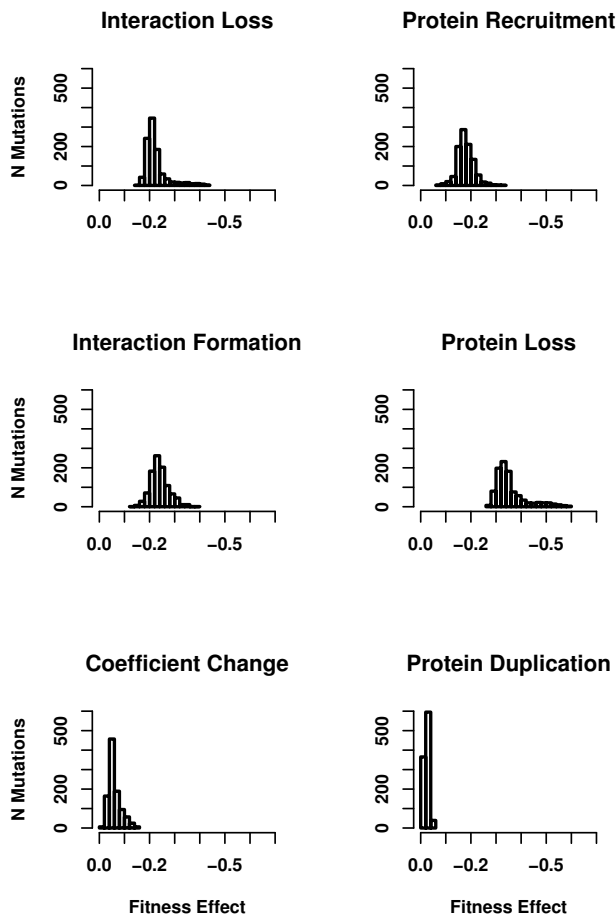 Interaction Loss
N Mutations
0 200 500
0.0 −0.2 −0.5
Protein Recruitment
0 200 500
0.0 −0.2 −0.5
Interaction Formation
N Mutations
0 200 500
0.0 −0.2 −0.5
Protein Loss
0 200 500
0.0 −0.2 −0.5
Coefficient Change
N Mutations
0 200 500
0.0 −0.2 −0.5
Fitness Effect
Protein Duplication
0 200 500
0.0 −0.2 −0.5
Fitness Effect